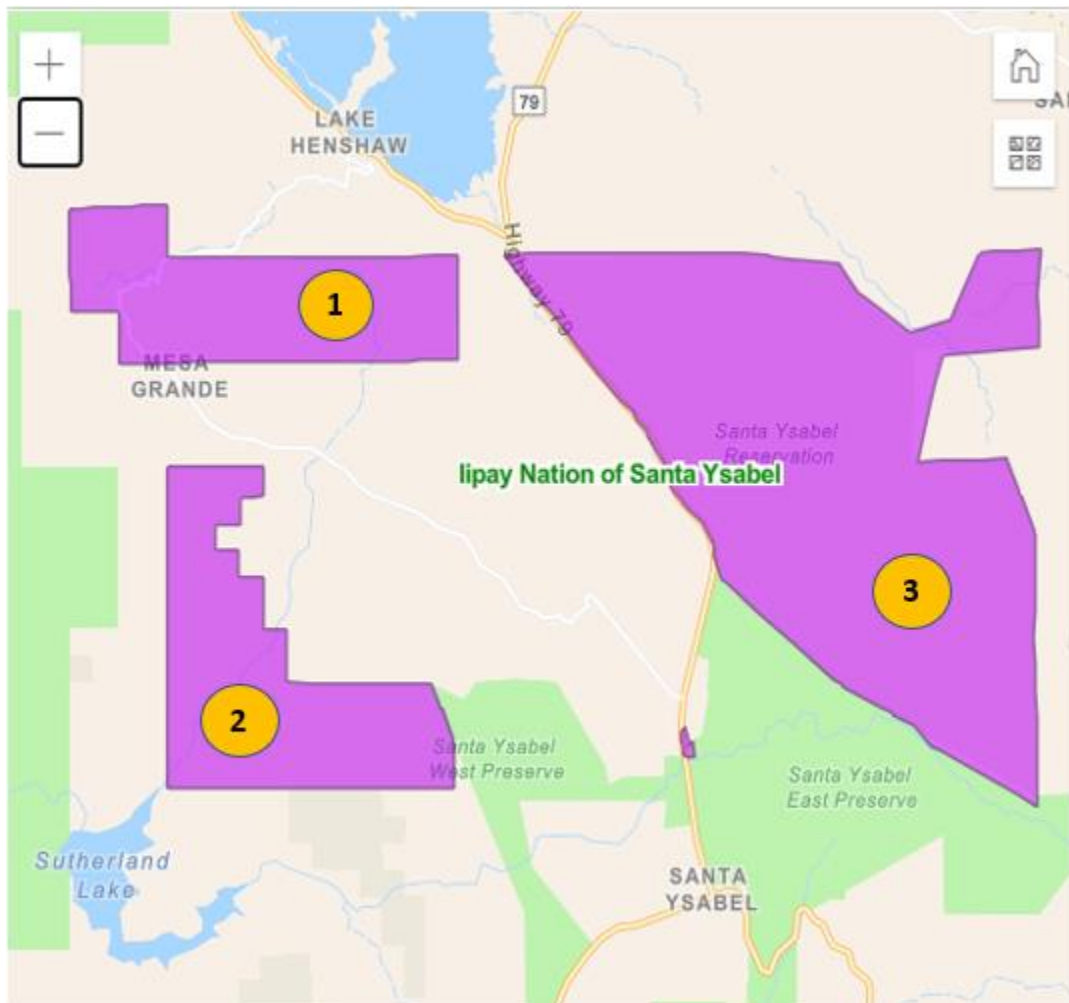 +
79
SA
LAKE
HENSHAW
−
Highway 79
1
MESA
GRANDE
Santa Ysabel
Reservation
Iipay Nation of Santa Ysabel
3
2
Santa Ysabel
West Preserve
Santa Ysabel
East Preserve
Sutherland
Lake
SANTA
YSABEL